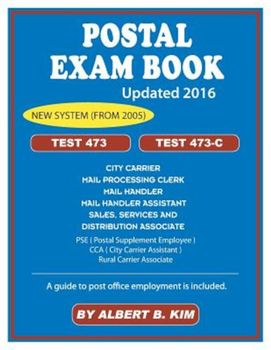 POSTAL
EXAM BOOK
Updated 2016
NEW SYSTEM (FROM 2005)
TEST 473
TEST 473-C
CITY CARRIER
MAIL PROCESSING CLERK
MAIL HANDLER
MAIL HANDLER ASSISTANT
SALES, SERVICES AND
DISTRIBUTION ASSOCIATE
PSE ( Postal Supplement Employee )
CCA ( City Carrier Assistant )
Rural Carrier Associate
A guide to post office employment is included.
BY ALBERT B. KIM